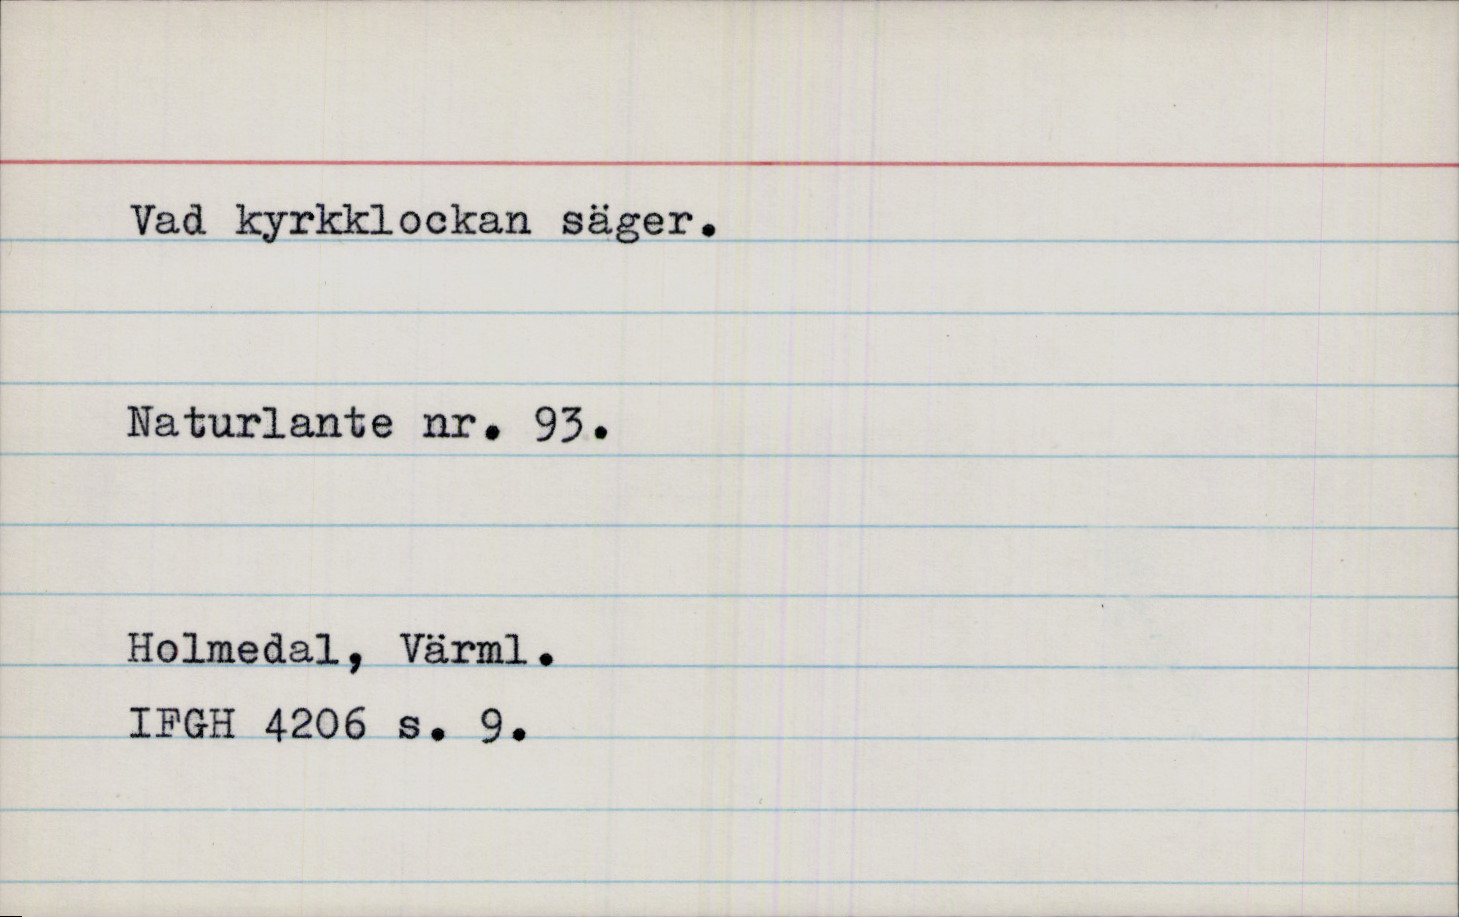 Vad kyrkklockan säger.
Naturlante nr. 93.
Holmedal, Värml.
IFGH 4206 s. 9.